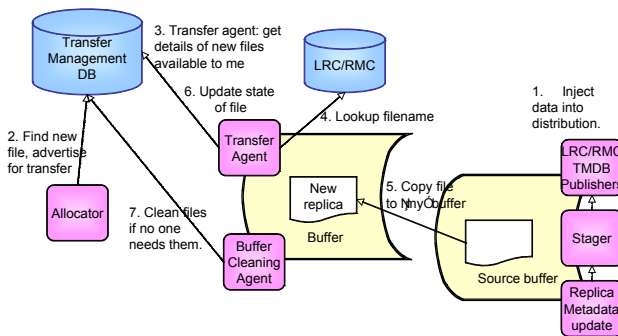 Transfer
Management
DB
3. Transfer agent: get
details of new files
available to me
LRC/RMC
6. Update state
of file
4. Lookup filename
1. Inject
data into
distribution.
2. Find new
file, advertise
for transfer
Transfer
Agent
LRC/RMC
TMDB
Publishers
Allocator
New
replica
5. Copy file
to buffer
7. Clean files
if no one
needs them.
Buffer
Stager
Buffer
Cleaning
Agent
Source buffer
Replica
Metadata
update